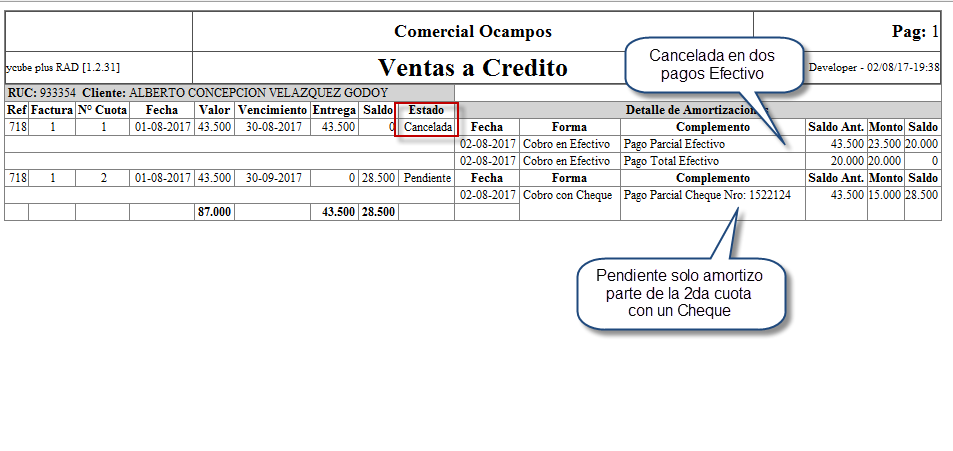 Comercial Ocampos
Pag: 1
ycube plus RAD [1.2.31]
Ventas a Credito
Developer - 02/08/17-19:38
Cancelada en dos
pagos Efectivo
RUC: 933354 Cliente: ALBERTO CONCEPCION VELAZQUEZ GODOY
Ref Factura N° Cuota Fecha Valor Vencimiento Entrega Saldo Estado Detalle de Amortizaciones
718 1 1 01-08-2017 43.500 30-08-2017 43.500 0 Cancelada Fecha Forma Complemento Saldo Ant. Monto Saldo
02-08-2017 Cobro en Efectivo Pago Parcial Efectivo 43.500 23.500 20.000
02-08-2017 Cobro en Efectivo Pago Total Efectivo 20.000 20.000 0
718 1 2 01-08-2017 43.500 30-09-2017 0 28.500 Pendiente Fecha Forma Complemento Saldo Ant. Monto Saldo
02-08-2017 Cobro con Cheque Pago Parcial Cheque Nro: 1522124 43.500 15.000 28.500
87.000 43.500 28.500
Pendiente solo amortizo
parte de la 2da cuota
con un Cheque